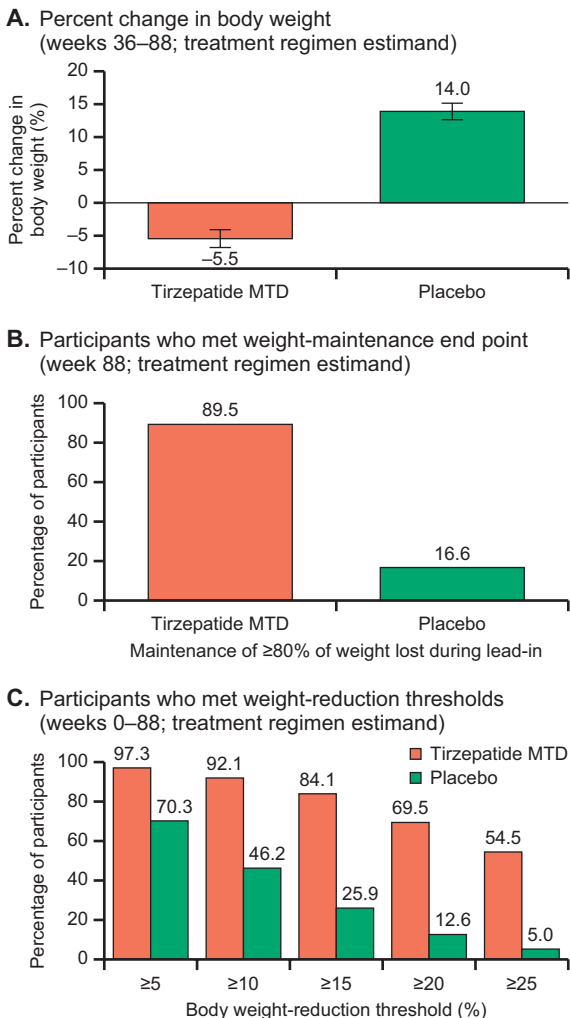 A. Percent change in body weight
(weeks 36–88; treatment regimen estimand)
Percent change in
body weight (%)
20
15
10
5
0
–5
–10
14.0
–5.5
Tirzepatide MTD
Placebo
B. Participants who met weight-maintenance end point
(week 88; treatment regimen estimand)
Percentage of participants
100
80
60
40
20
0
89.5
16.6
Tirzepatide MTD
Placebo
Maintenance of ≥80% of weight lost during lead-in
C. Participants who met weight-reduction thresholds
(weeks 0–88; treatment regimen estimand)
Percentage of participants
100
80
60
40
20
0
Tirzepatide MTD
Placebo
97.3
70.3
92.1
46.2
84.1
25.9
69.5
12.6
54.5
5.0
≥5
≥10
≥15
≥20
≥25
Body weight-reduction threshold (%)